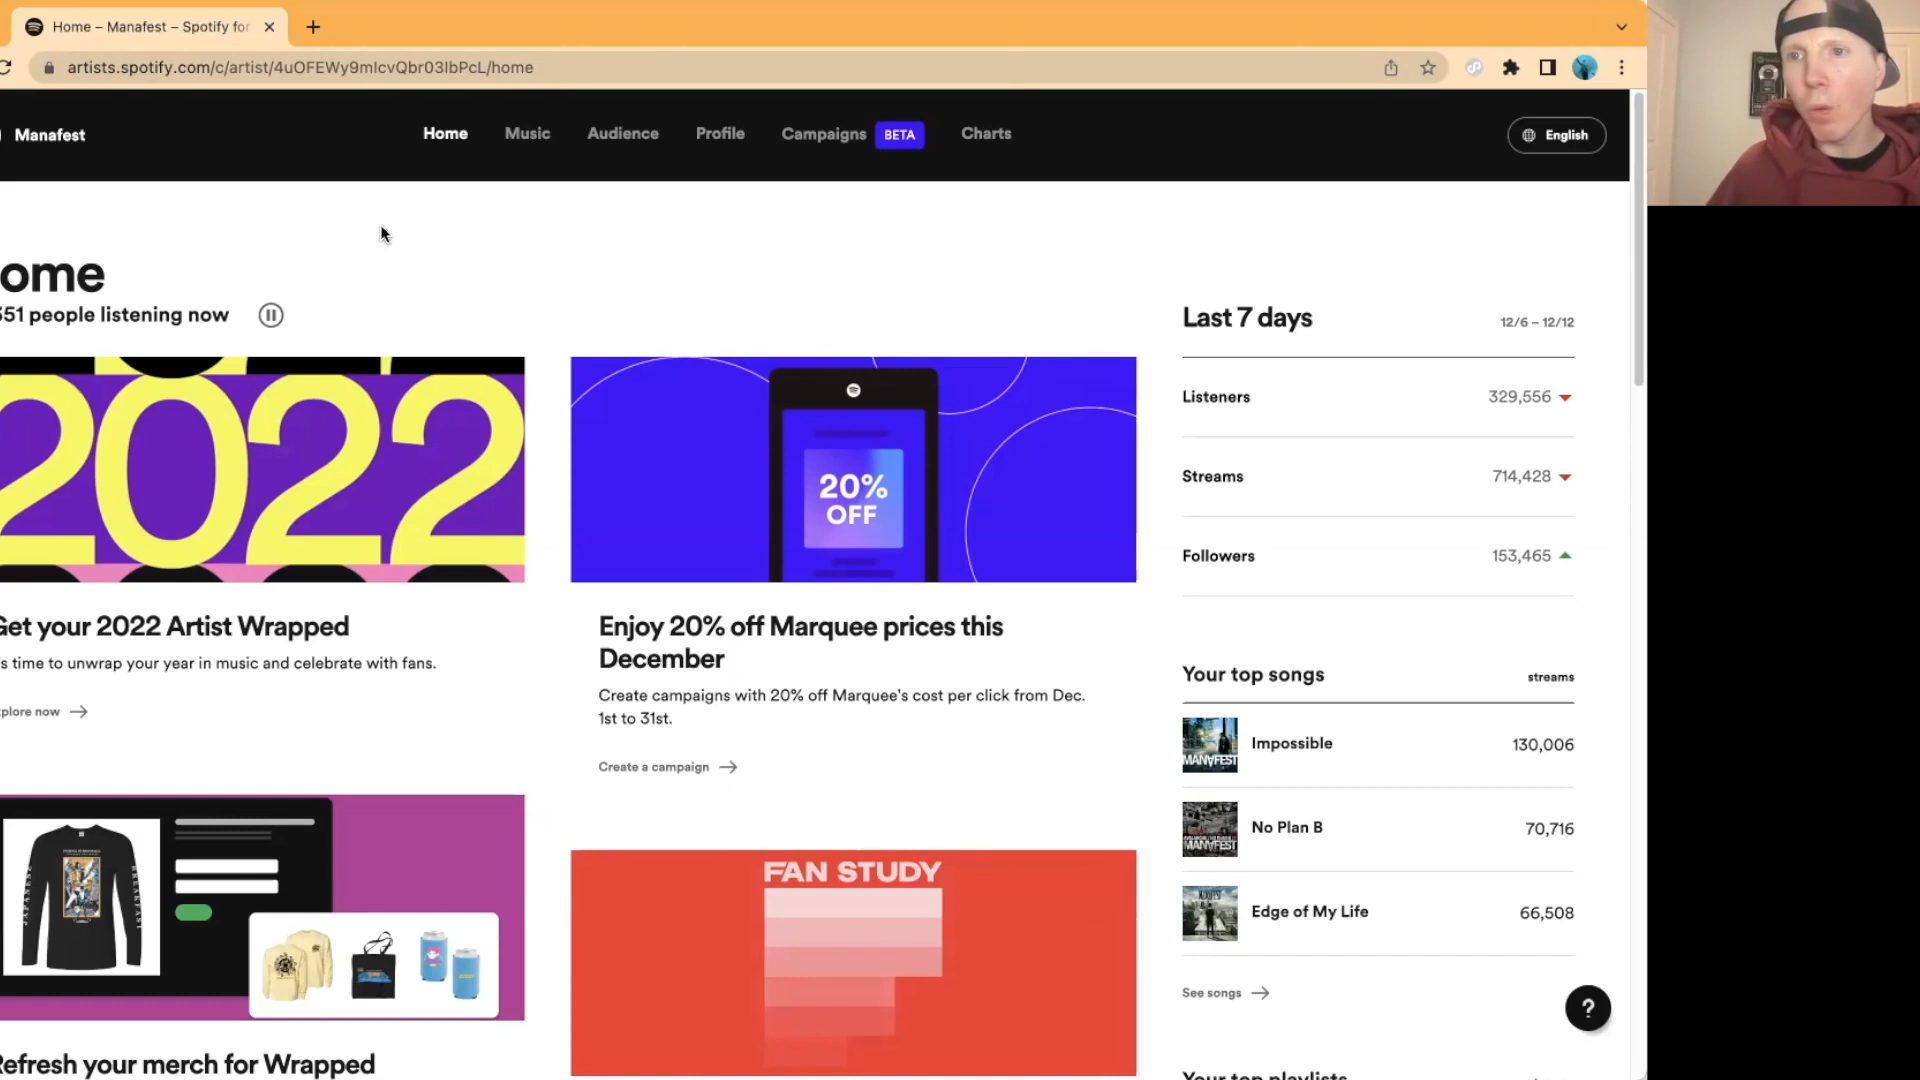 Home – Manafest – Spotify for
artists.spotify.com/c/artist/4uOFEWy9mIcvQbr03IbPcL/home
Manafest
Home
Music
Audience
Profile
Campaigns
BETA
Charts
English
ome
551 people listening now
2022
20%
OFF
Get your 2022 Artist Wrapped
's time to unwrap your year in music and celebrate with fans.
plore now
Enjoy 20% off Marquee prices this
December
Create campaigns with 20% off Marquee's cost per click from Dec.
1st to 31st.
Create a campaign
FAN STUDY
JAPANESE
BREAKFAST
Refresh your merch for Wrapped
Last 7 days
12/6 – 12/12
Listeners
329,556
Streams
714,428
Followers
153,465
Your top songs
streams
MANAFEST
Impossible
130,006
MANAFEST
No Plan B
70,716
MANAFEST
Edge of My Life
66,508
See songs
?
Your top playlists